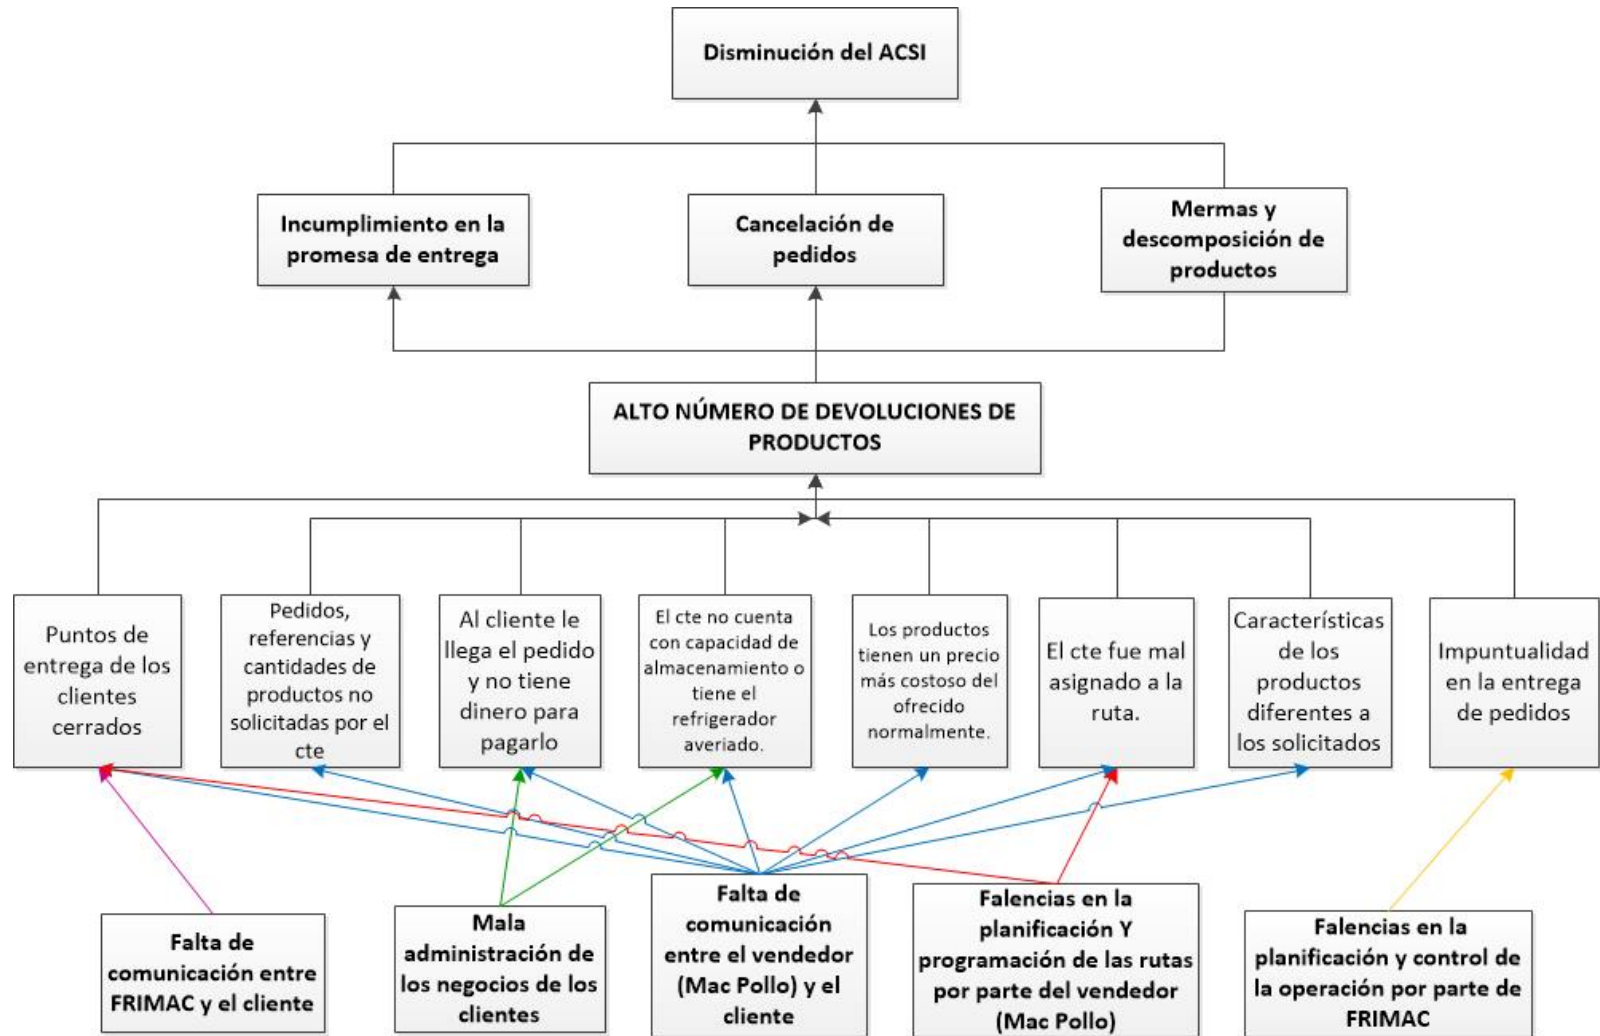 Disminución del ACSI
Incumplimiento en la
promesa de entrega
Cancelación de
pedidos
Mermas y
descomposición de
productos
ALTO NÚMERO DE DEVOLUCIONES DE
PRODUCTOS
Puntos de
entrega de los
clientes
cerrados
Pedidos,
referencias y
cantidades de
productos no
solicitadas por el
cte
Al cliente le
llega el pedido
y no tiene
dinero para
pagarlo
El cte no cuenta
con capacidad de
almacenamiento o
tiene el
refrigerador
averiado.
Los productos
tienen un precio
más costoso del
ofrecido
normalmente.
El cte fue mal
asignado a la
ruta.
Características
de los
productos
diferentes a
los solicitados
Impuntualidad
en la entrega
de pedidos
Falta de
comunicación entre
FRIMAC y el cliente
Mala
administración de
los negocios de los
clientes
Falta de
comunicación
entre el vendedor
(Mac Pollo) y el
cliente
Falencias en la
planificación Y
programación de las rutas
por parte del vendedor
(Mac Pollo)
Falencias en la
planificación y control de
la operación por parte de
FRIMAC